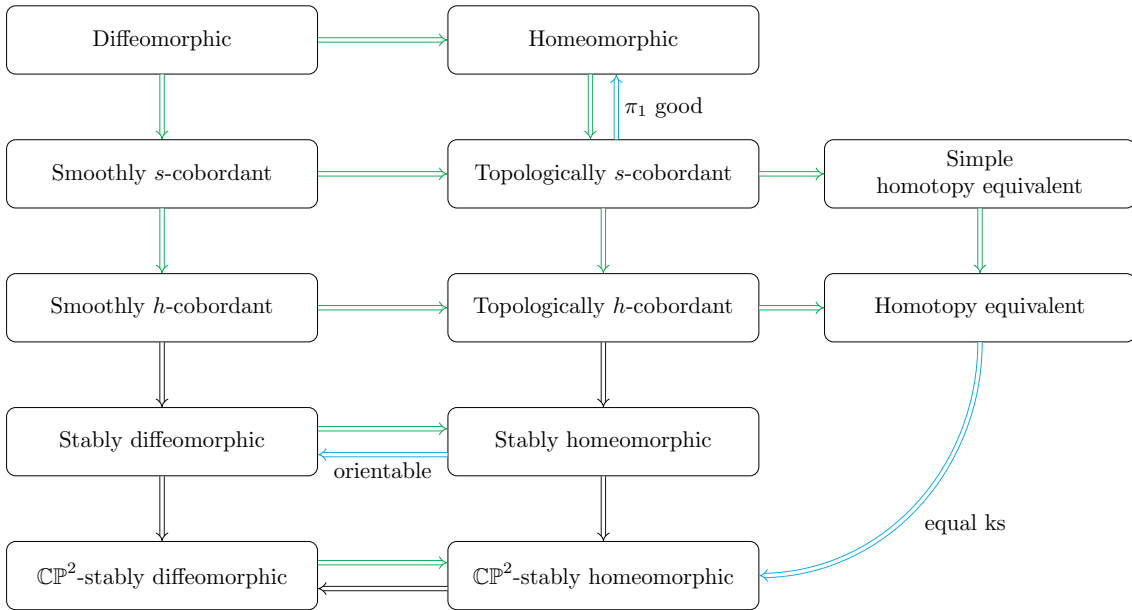 Diffeomorphic
Homeomorphic
π₁ good
Smoothly s-cobordant
Topologically s-cobordant
Simple
homotopy equivalent
Smoothly h-cobordant
Topologically h-cobordant
Homotopy equivalent
Stably diffeomorphic
Stably homeomorphic
orientable
equal ks
ℂℙ²-stably diffeomorphic
ℂℙ²-stably homeomorphic